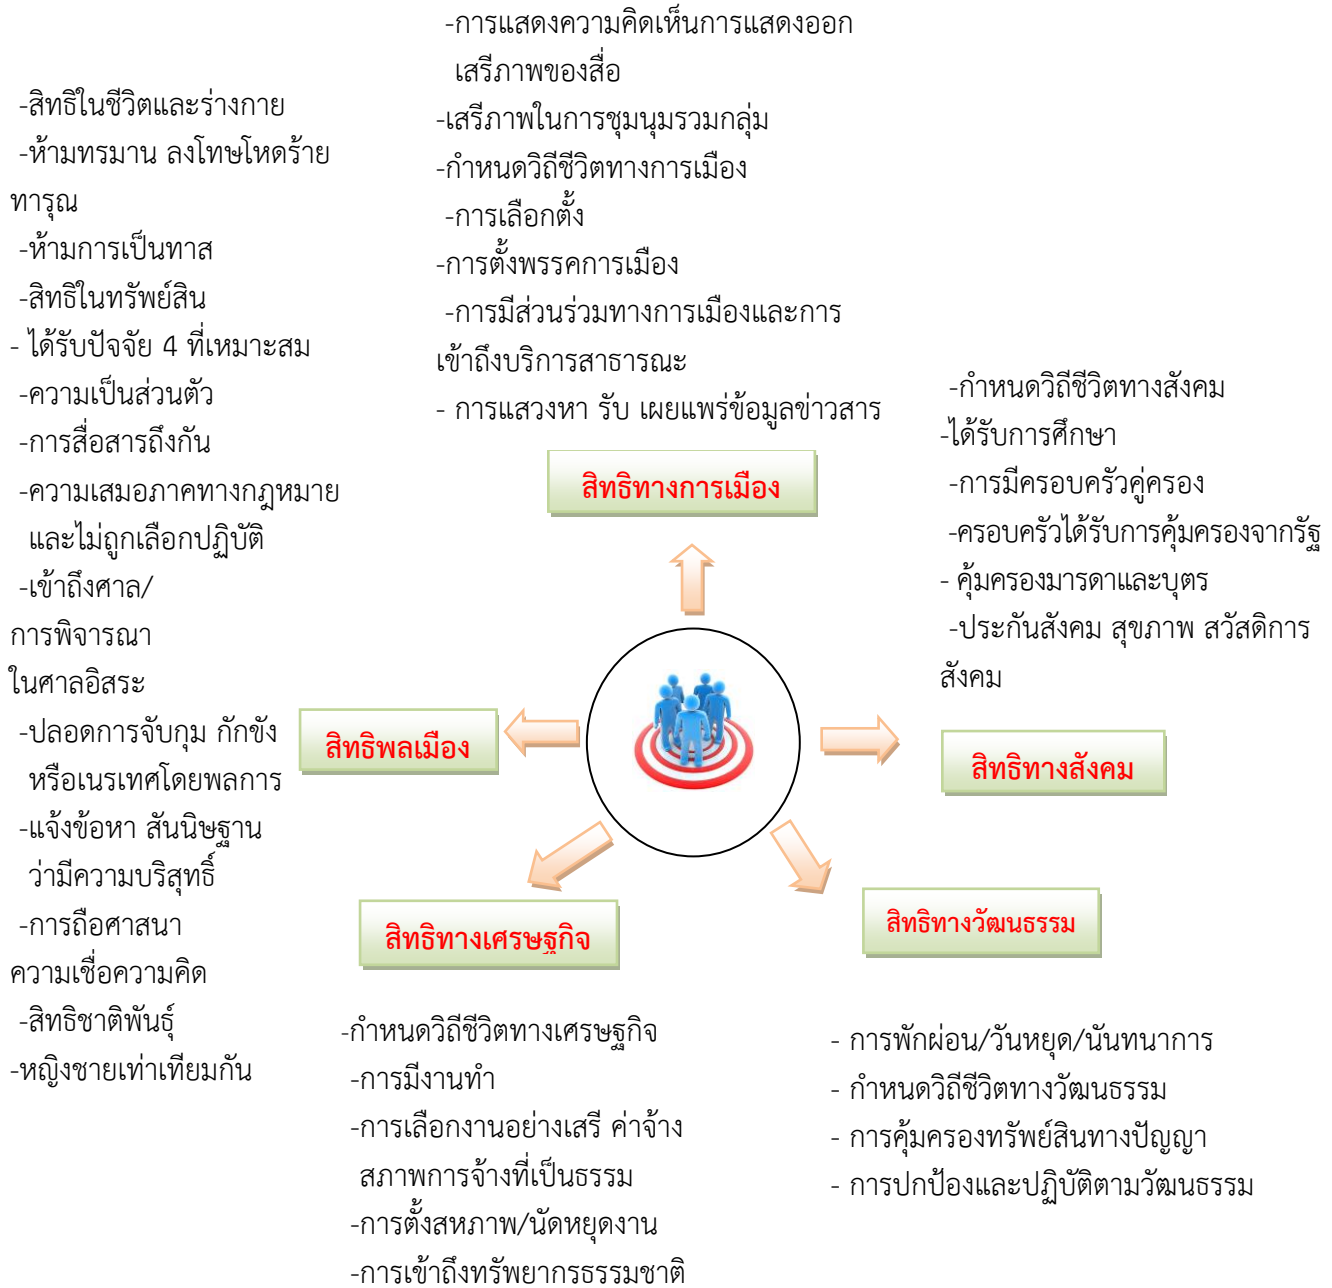 -การแสดงความคิดเห็นการแสดงออก
เสรีภาพของสื่อ
-เสรีภาพในการชุมนุมรวมกลุ่ม
-กำหนดวิถีชีวิตทางการเมือง
-การเลือกตั้ง
-การตั้งพรรคการเมือง
-การมีส่วนร่วมทางการเมืองและการ
เข้าถึงบริการสาธารณะ
- การแสวงหา รับ เผยแพร่ข้อมูลข่าวสาร
สิทธิทางการเมือง
-สิทธิในชีวิตและร่างกาย
-ห้ามทรมาน ลงโทษโหดร้าย
ทารุณ
-ห้ามการเป็นทาส
-สิทธิในทรัพย์สิน
- ได้รับปัจจัย 4 ที่เหมาะสม
-ความเป็นส่วนตัว
-การสื่อสารถึงกัน
-ความเสมอภาคทางกฎหมาย
และไม่ถูกเลือกปฏิบัติ
-เข้าถึงศาล/
การพิจารณา
ในศาลอิสระ
-ปลอดการจับกุม กักขัง
หรือเนรเทศโดยพลการ
-แจ้งข้อหา สันนิษฐาน
ว่ามีความบริสุทธิ์
-การถือศาสนา
ความเชื่อความคิด
-สิทธิชาติพันธุ์
-หญิงชายเท่าเทียมกัน
สิทธิพลเมือง
-กำหนดวิถีชีวิตทางสังคม
-ได้รับการศึกษา
-การมีครอบครัวคู่ครอง
-ครอบครัวได้รับการคุ้มครองจากรัฐ
- คุ้มครองมารดาและบุตร
-ประกันสังคม สุขภาพ สวัสดิการ
สังคม
สิทธิทางสังคม
สิทธิทางเศรษฐกิจ
-กำหนดวิถีชีวิตทางเศรษฐกิจ
-การมีงานทำ
-การเลือกงานอย่างเสรี ค่าจ้าง
สภาพการจ้างที่เป็นธรรม
-การตั้งสหภาพ/นัดหยุดงาน
-การเข้าถึงทรัพยากรธรรมชาติ
สิทธิทางวัฒนธรรม
- การพักผ่อน/วันหยุด/นันทนาการ
- กำหนดวิถีชีวิตทางวัฒนธรรม
- การคุ้มครองทรัพย์สินทางปัญญา
- การปกป้องและปฏิบัติตามวัฒนธรรม